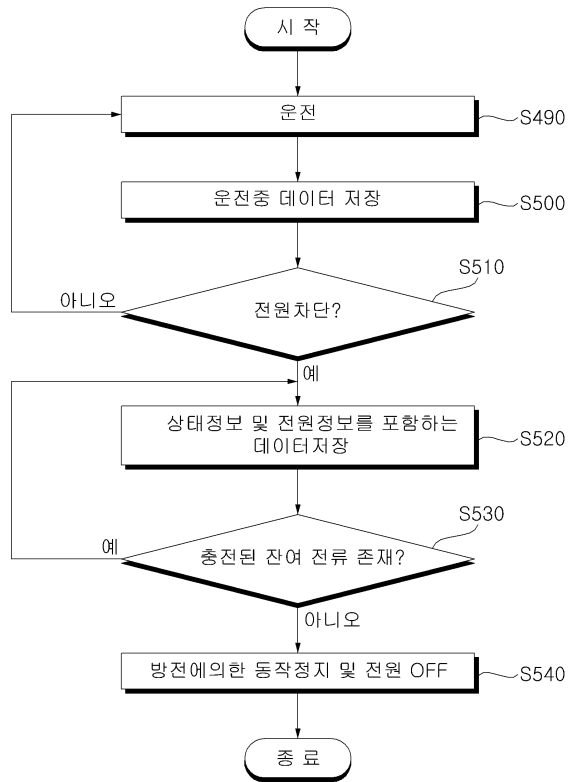 시 작
운전
S490
운전중 데이터 저장
S500
S510
전원차단?
아니오
예
상태정보 및 전원정보를 포함하는
데이터저장
S520
S530
충전된 잔여 전류 존재?
예
아니오
방전에의한 동작정지 및 전원 OFF
S540
종 료